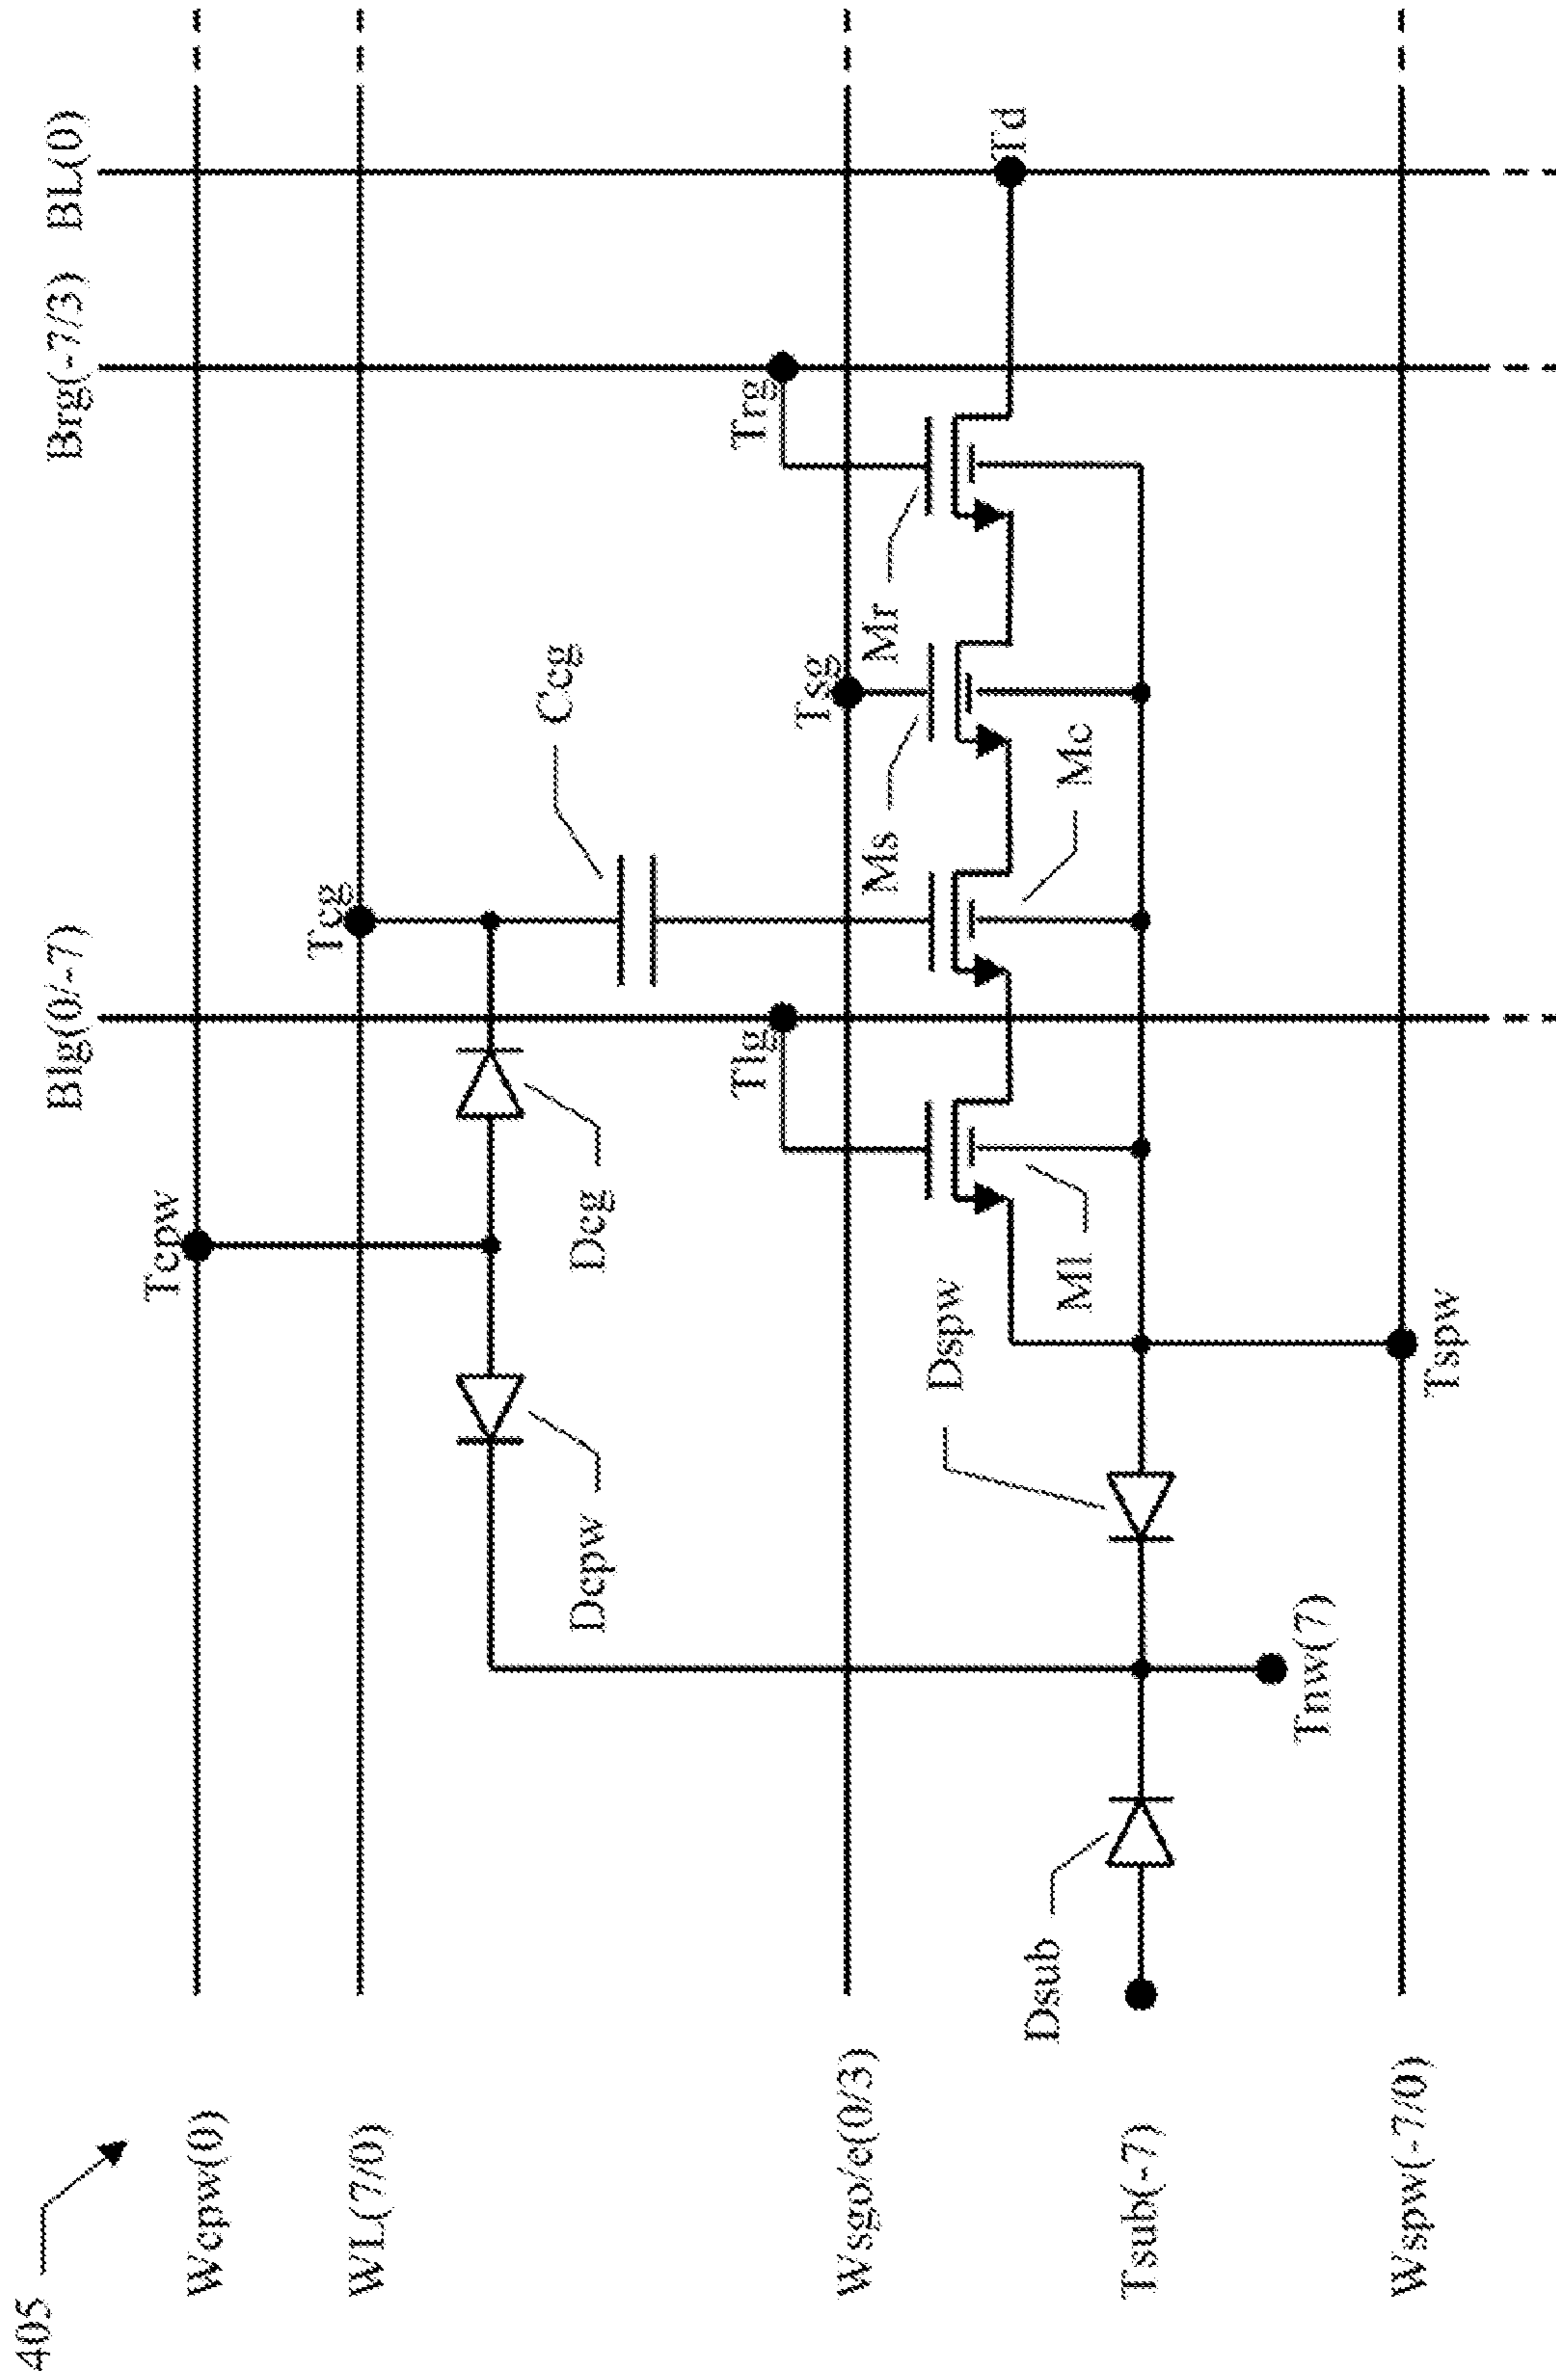 405
Wcpw(0)
WL(7/0)
Wsgo/e(0/3)
Tsub(-7)
Wspw(-7/0)
Blg(0/-7)
Brg(-7/3)
BL(0)
Tcpw
Tcg
Ccg
Dcpw
Dcg
Tlg
Tsg
Trg
Ms
Mr
Td
Dspw
Ml
Mc
Dsub
Tnw(7)
Tspw